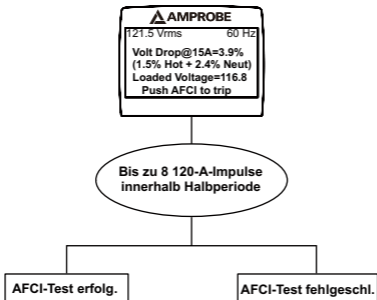 AMPROBE
121.5 Vrms 60 Hz
Volt Drop@15A=3.9%
(1.5% Hot + 2.4% Neut)
Loaded Voltage=116.8
Push AFCI to trip
Bis zu 8 120-A-Impulse
innerhalb Halbperiode
AFCI-Test erfolg.
AFCI-Test fehlgeschl.